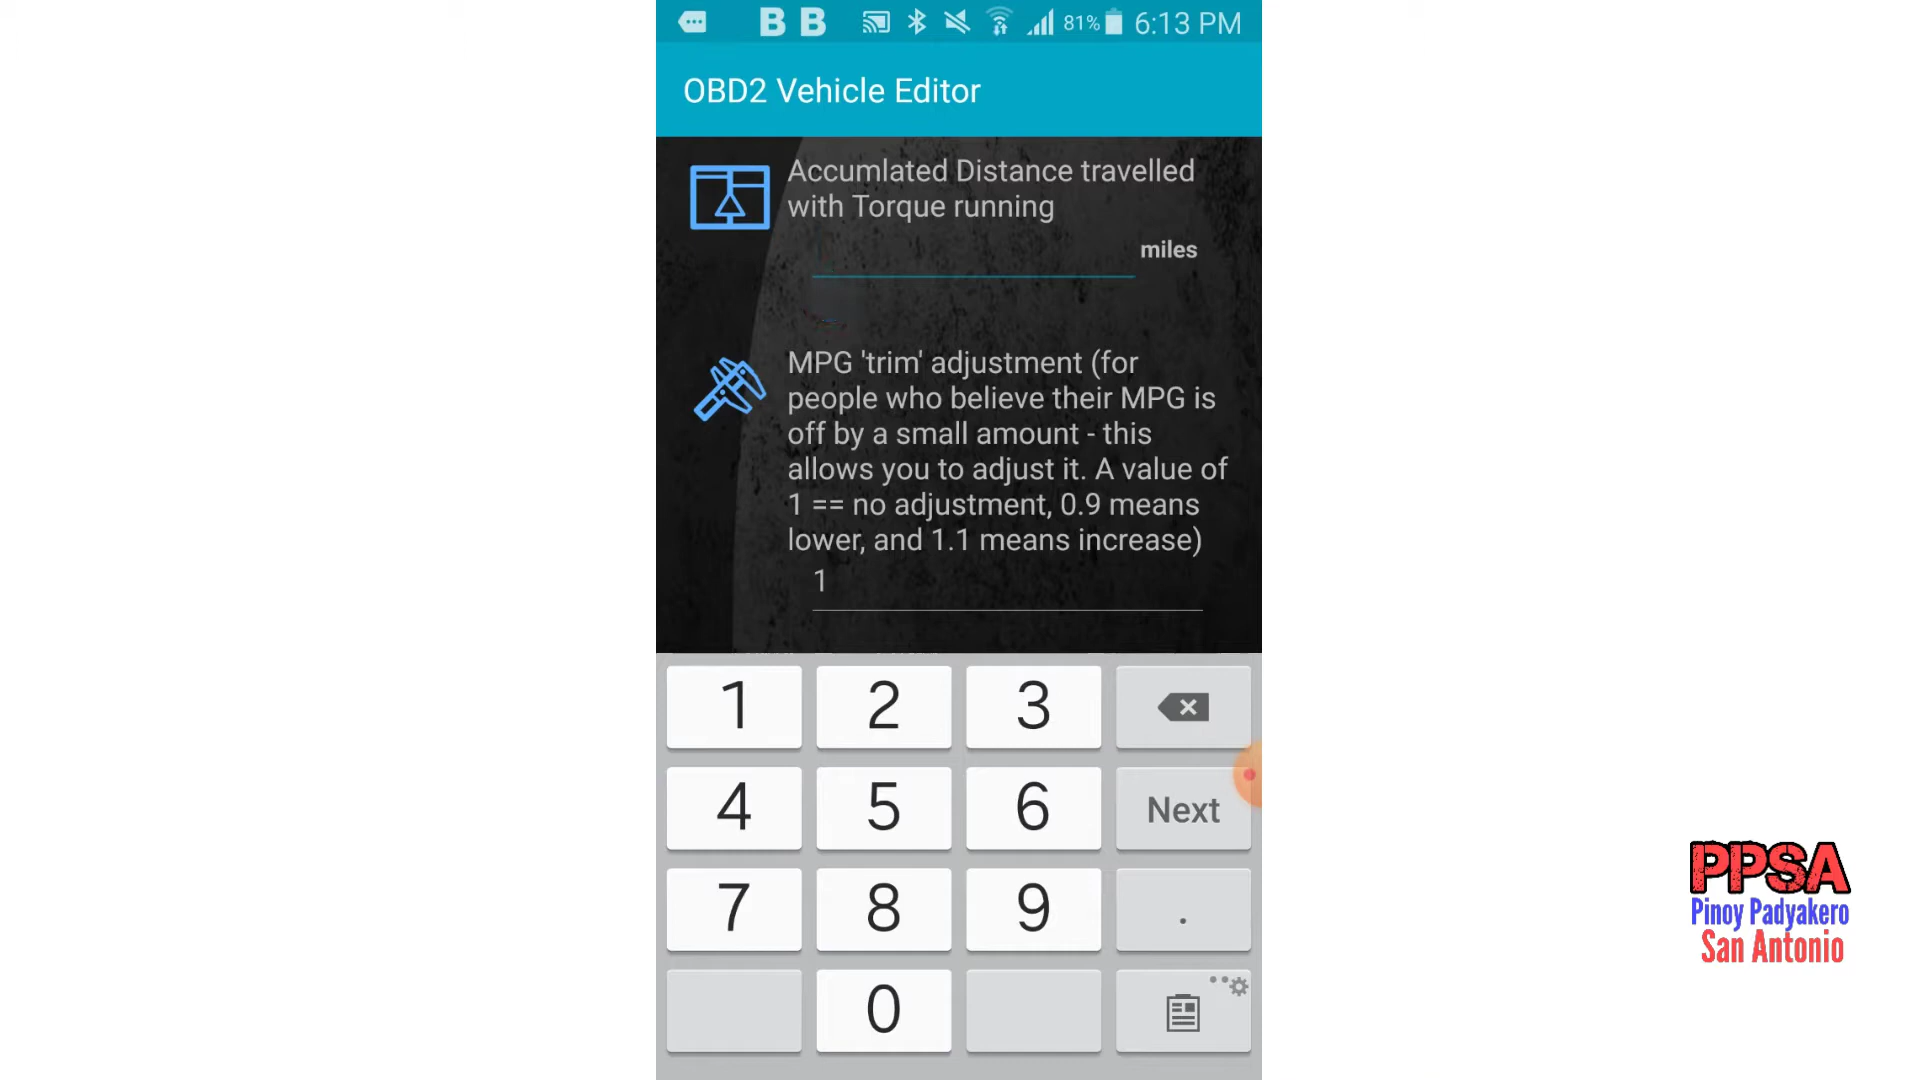 B B 81% 6:13 PM
OBD2 Vehicle Editor
Accumlated Distance travelled
with Torque running
miles
MPG 'trim' adjustment (for
people who believe their MPG is
off by a small amount - this
allows you to adjust it. A value of
1 == no adjustment, 0.9 means
lower, and 1.1 means increase)
1
1 2 3
4 5 6 Next
7 8 9 .
0
PPSA
Pinoy Padyakero
San Antonio